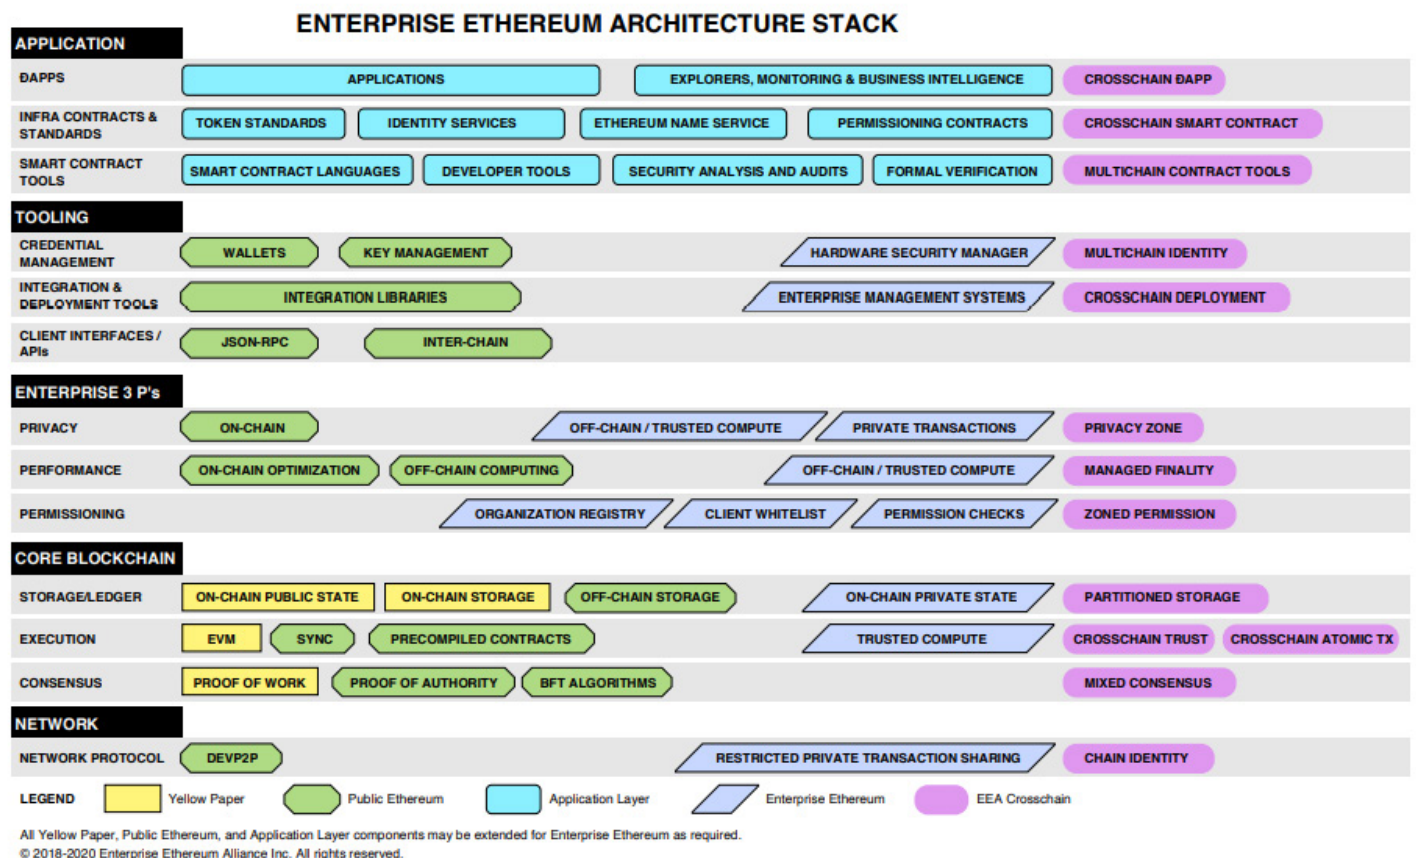 ENTERPRISE ETHEREUM ARCHITECTURE STACK
APPLICATION
ĐAPPS
APPLICATIONS
EXPLORERS, MONITORING & BUSINESS INTELLIGENCE
CROSSCHAIN ĐAPP
INFRA CONTRACTS &
STANDARDS
TOKEN STANDARDS
IDENTITY SERVICES
ETHEREUM NAME SERVICE
PERMISSIONING CONTRACTS
CROSSCHAIN SMART CONTRACT
SMART CONTRACT
TOOLS
SMART CONTRACT LANGUAGES
DEVELOPER TOOLS
SECURITY ANALYSIS AND AUDITS
FORMAL VERIFICATION
MULTICHAIN CONTRACT TOOLS
TOOLING
CREDENTIAL
MANAGEMENT
WALLETS
KEY MANAGEMENT
HARDWARE SECURITY MANAGER
MULTICHAIN IDENTITY
INTEGRATION &
DEPLOYMENT TOOLS
INTEGRATION LIBRARIES
ENTERPRISE MANAGEMENT SYSTEMS
CROSSCHAIN DEPLOYMENT
CLIENT INTERFACES /
APIs
JSON-RPC
INTER-CHAIN
ENTERPRISE 3 P's
PRIVACY
ON-CHAIN
OFF-CHAIN / TRUSTED COMPUTE
PRIVATE TRANSACTIONS
PRIVACY ZONE
PERFORMANCE
ON-CHAIN OPTIMIZATION
OFF-CHAIN COMPUTING
OFF-CHAIN / TRUSTED COMPUTE
MANAGED FINALITY
PERMISSIONING
ORGANIZATION REGISTRY
CLIENT WHITELIST
PERMISSION CHECKS
ZONED PERMISSION
CORE BLOCKCHAIN
STORAGE/LEDGER
ON-CHAIN PUBLIC STATE
ON-CHAIN STORAGE
OFF-CHAIN STORAGE
ON-CHAIN PRIVATE STATE
PARTITIONED STORAGE
EXECUTION
EVM
SYNC
PRECOMPILED CONTRACTS
TRUSTED COMPUTE
CROSSCHAIN TRUST
CROSSCHAIN ATOMIC TX
CONSENSUS
PROOF OF WORK
PROOF OF AUTHORITY
BFT ALGORITHMS
MIXED CONSENSUS
NETWORK
NETWORK PROTOCOL
DEVP2P
RESTRICTED PRIVATE TRANSACTION SHARING
CHAIN IDENTITY
LEGEND
Yellow Paper
Public Ethereum
Application Layer
Enterprise Ethereum
EEA Crosschain
All Yellow Paper, Public Ethereum, and Application Layer components may be extended for Enterprise Ethereum as required.
© 2018-2020 Enterprise Ethereum Alliance Inc. All rights reserved.